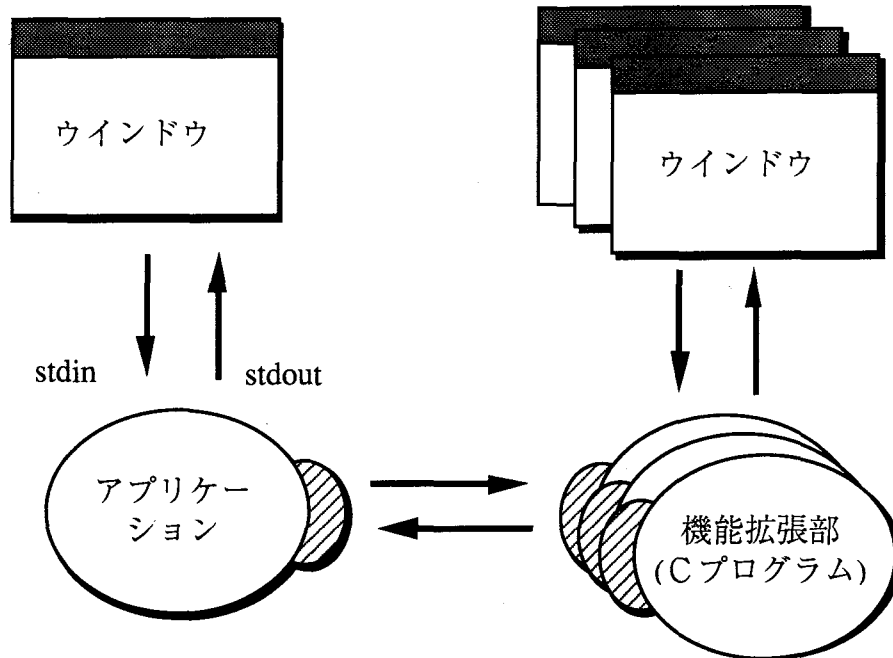 ウインドウ
ウインドウ
stdin
stdout
アプリケー
ション
機能拡張部
(Cプログラム)